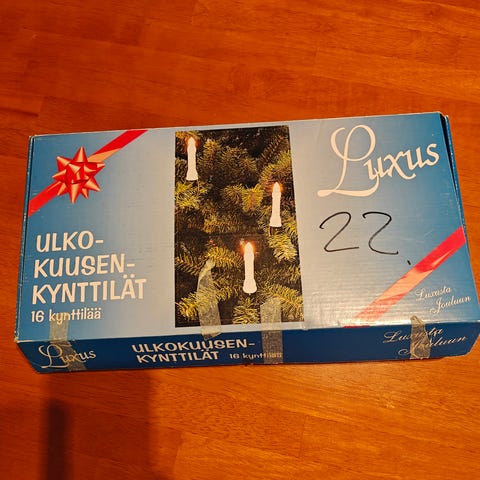 Luxus
ULKO-
KUUSEN-
KYNTTILÄT
16 kynttilää
22.
Luxusta
Jouluun
Luxus
ULKOKUUSEN-
KYNTTILÄT 16 kynttilää
Luxusta
Jouluun